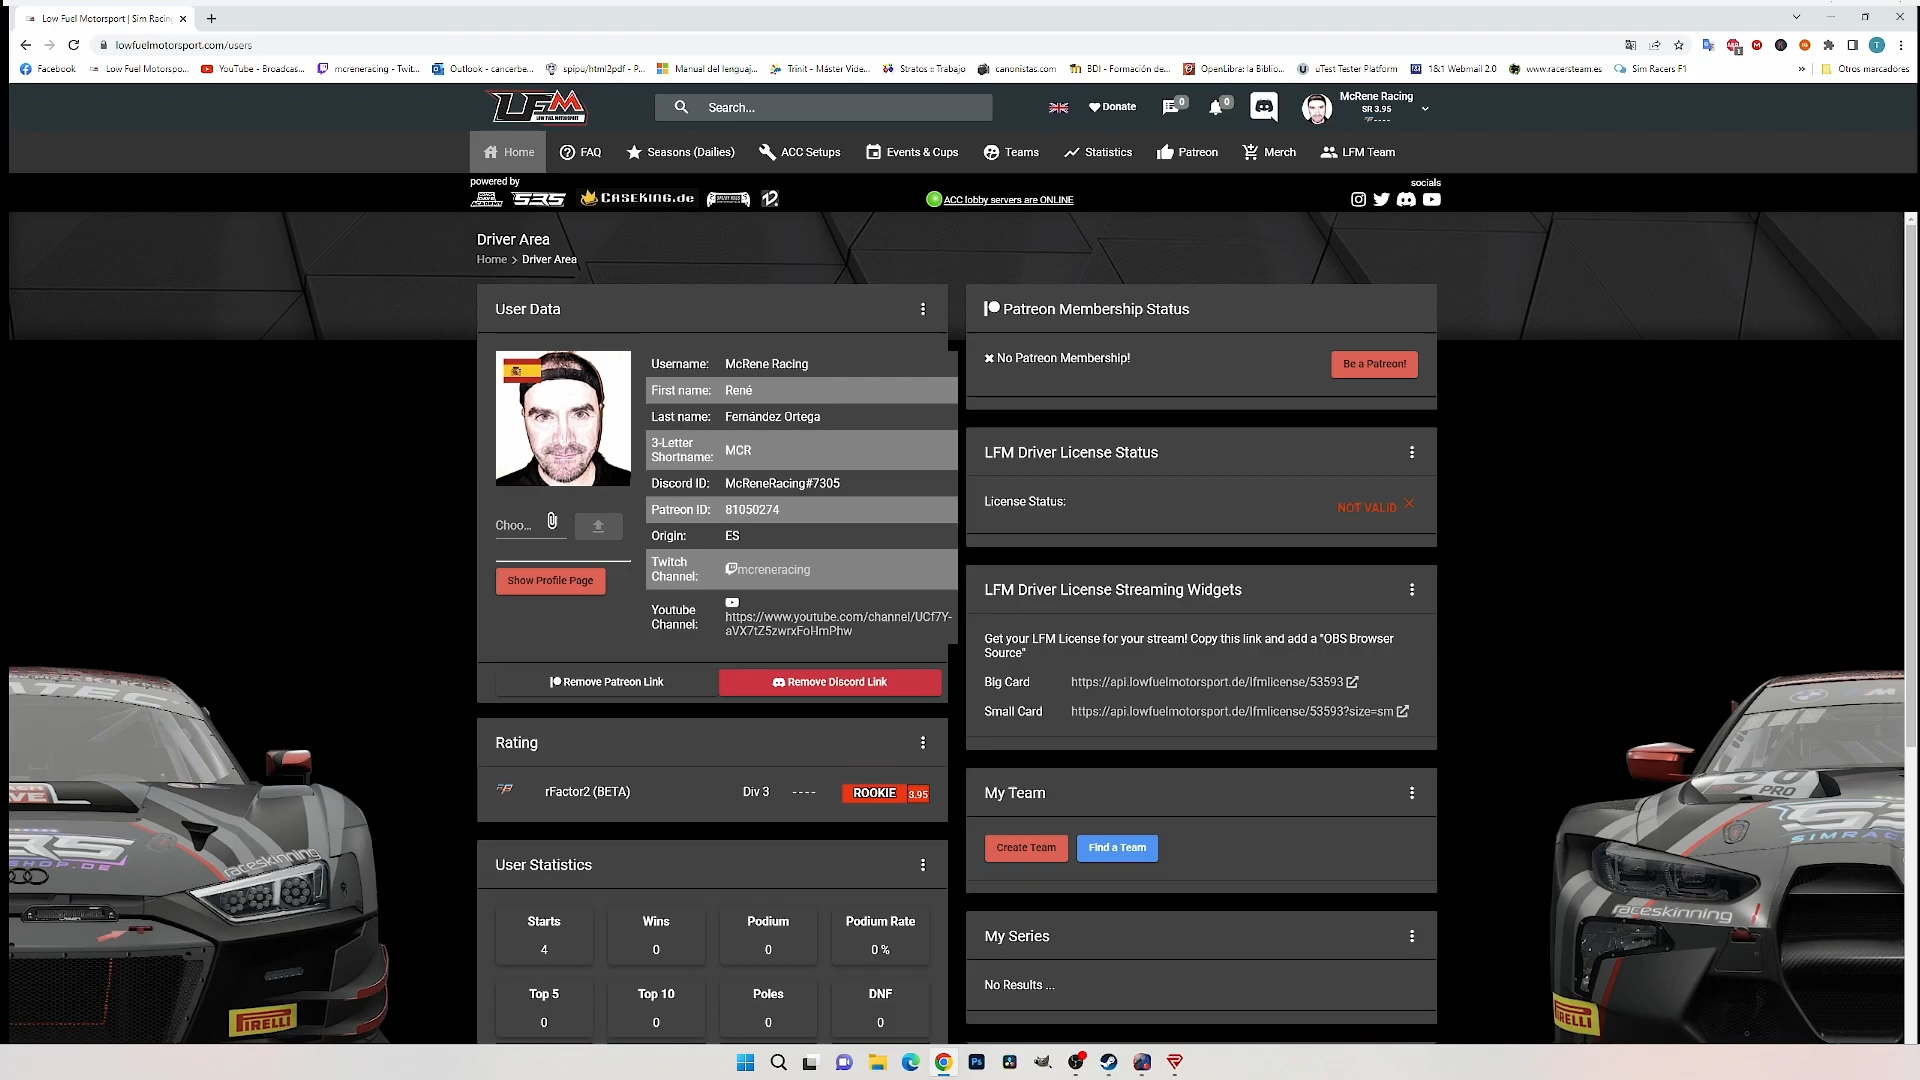 Low Fuel Motorsport | Sim Racing
lowfuelmotorsport.com/users
Facebook
Low Fuel Motorspo...
YouTube - Broadcas...
mcreneracing - Twit...
Outlook - cancerbe...
spipu/html2pdf - P...
Manual del lenguaj...
Trinit - Máster Vide...
Stratos :: Trabajo
canonistas.com
BDI - Formación de...
OpenLibra: la Biblio...
uTest Tester Platform
1&1 Webmail 2.0
www.racersteam.es
Sim Racers F1
Otros marcadores
LFM
LOW FUEL MOTORSPORT
Search...
Donate
0
0
McRene Racing
SR 3.95
----
Home
FAQ
Seasons (Dailies)
ACC Setups
Events & Cups
Teams
Statistics
Patreon
Merch
LFM Team
powered by
CASEKING.de
ACC lobby servers are ONLINE
socials
Driver Area
Home > Driver Area
User Data
Username: McRene Racing
First name: René
Last name: Fernández Ortega
3-Letter Shortname: MCR
Discord ID: McReneRacing#7305
Patreon ID: 81050274
Origin: ES
Twitch Channel: mcreneracing
Youtube Channel: https://www.youtube.com/channel/UCf7Y-
aVX7tZ5zwrxFoHmPhw
Choo...
Show Profile Page
Remove Patreon Link
Remove Discord Link
Rating
rFactor2 (BETA) Div 3 ---- ROOKIE 3.95
User Statistics
Starts Wins Podium Podium Rate
4 0 0 0 %
Top 5 Top 10 Poles DNF
0 0 0 0
Patreon Membership Status
No Patreon Membership!
Be a Patreon!
LFM Driver License Status
License Status:
NOT VALID
LFM Driver License Streaming Widgets
Get your LFM License for your stream! Copy this link and add a "OBS Browser
Source"
Big Card https://api.lowfuelmotorsport.de/lfmlicense/53593
Small Card https://api.lowfuelmotorsport.de/lfmlicense/53593?size=sm
My Team
Create Team
Find a Team
My Series
No Results ...
raceskinning
PIRELLI
PRO
raceskinning
PIRELLI